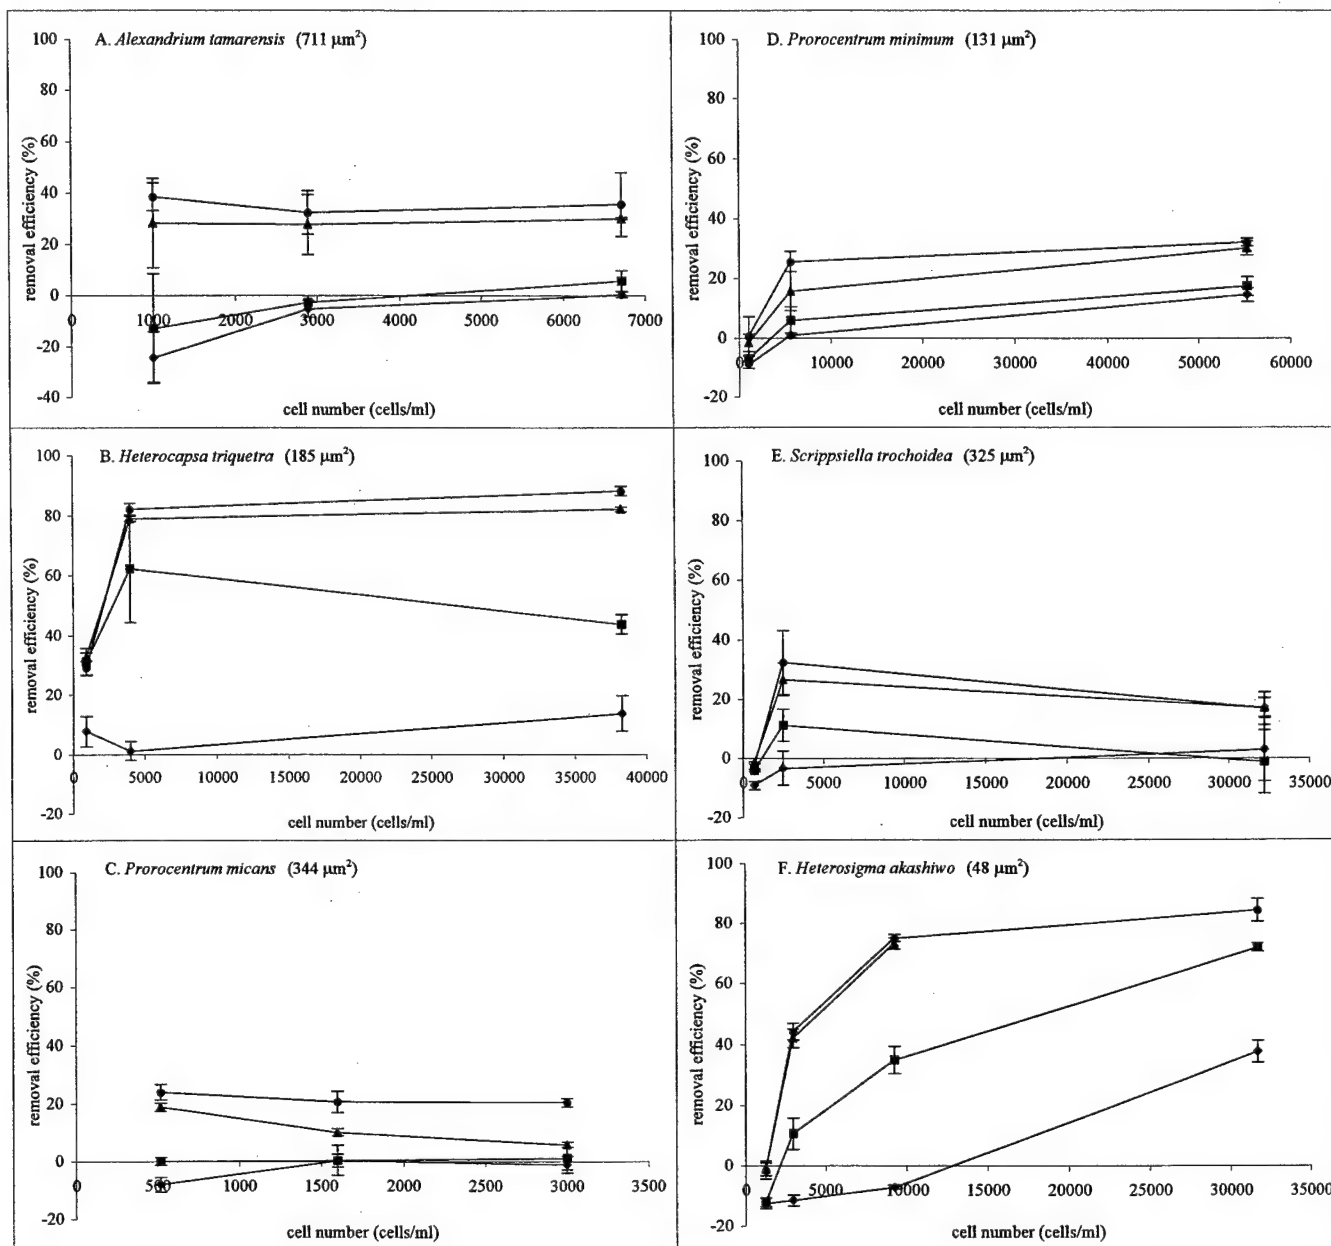 A. Alexandrium tamarensis (711 µm²)
100
80
60
40
20
0
-20
-40
removal efficiency (%)
0 1000 2000 3000 4000 5000 6000 7000
cell number (cells/ml)
D. Prorocentrum minimum (131 µm²)
100
80
60
40
20
0
-20
removal efficiency (%)
0 10000 20000 30000 40000 50000 60000
cell number (cells/ml)
B. Heterocapsa triquetra (185 µm²)
100
80
60
40
20
0
-20
removal efficiency (%)
0 5000 10000 15000 20000 25000 30000 35000 40000
cell number (cells/ml)
E. Scrippsiella trochoidea (325 µm²)
100
80
60
40
20
0
-20
removal efficiency (%)
0 5000 10000 15000 20000 25000 30000 35000
cell number (cells/ml)
C. Prorocentrum micans (344 µm²)
100
80
60
40
20
0
-20
removal efficiency (%)
0 500 1000 1500 2000 2500 3000 3500
cell number (cells/ml)
F. Heterosigma akashiwo (48 µm²)
100
80
60
40
20
0
-20
removal efficiency (%)
0 5000 10000 15000 20000 25000 30000 35000
cell number (cells/ml)